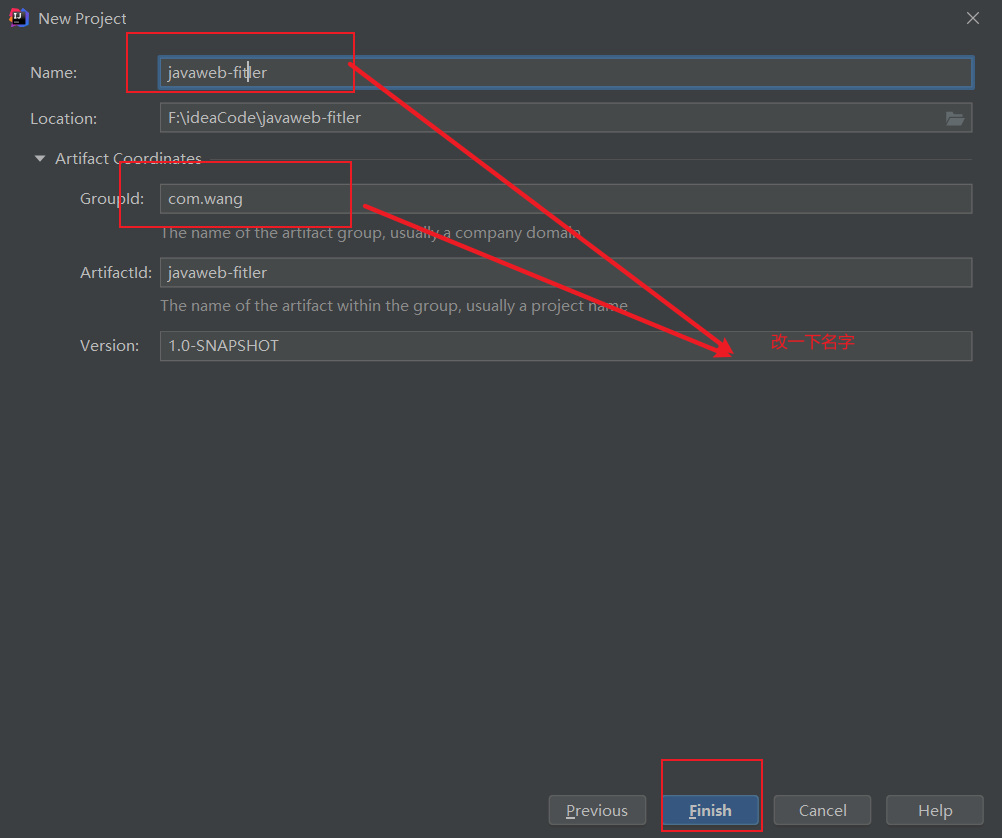 New Project
Name: javaweb-fitler
Location: F:\ideaCode\javaweb-fitler
Artifact Coordinates
GroupId: com.wang
The name of the artifact group, usually a company domain
ArtifactId: javaweb-fitler
The name of the artifact within the group, usually a project name
Version: 1.0-SNAPSHOT
改一下名字
Previous Finish Cancel Help